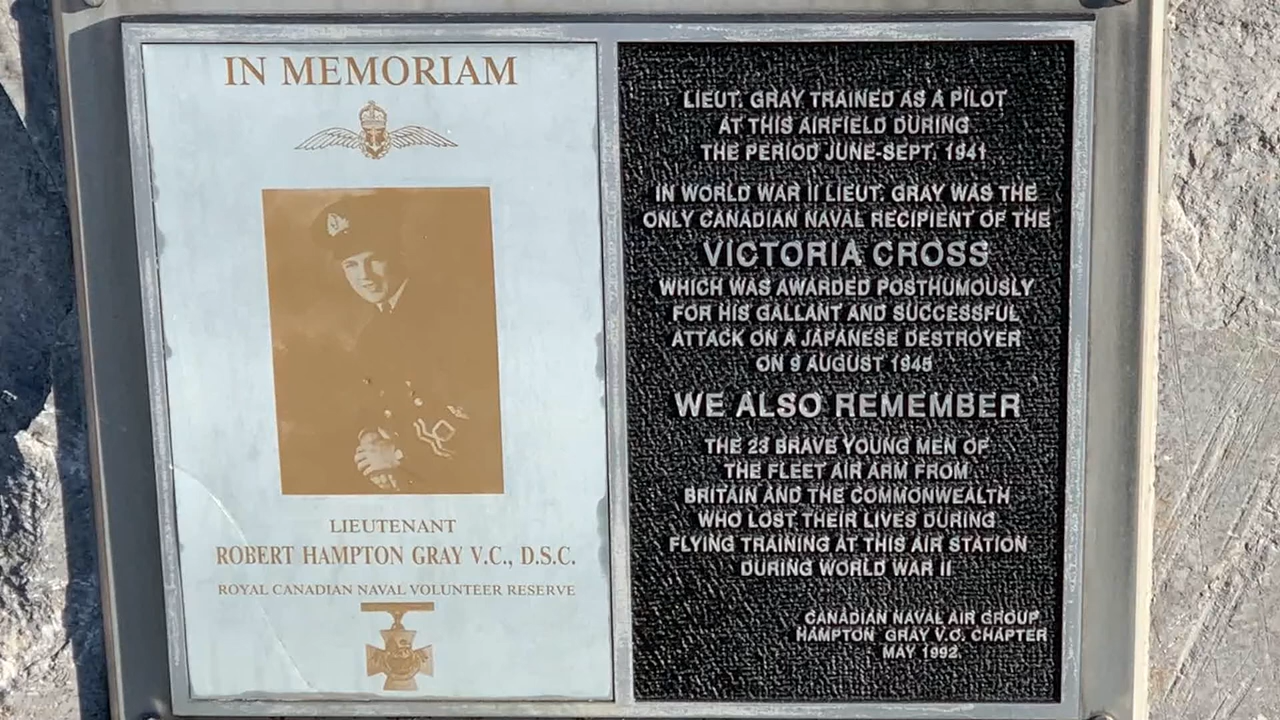 IN MEMORIAM
LIEUTENANT
ROBERT HAMPTON GRAY V.C., D.S.C.
ROYAL CANADIAN NAVAL VOLUNTEER RESERVE
LIEUT. GRAY TRAINED AS A PILOT
AT THIS AIRFIELD DURING
THE PERIOD JUNE-SEPT. 1941
IN WORLD WAR II LIEUT. GRAY WAS THE
ONLY CANADIAN NAVAL RECIPIENT OF THE
VICTORIA CROSS
WHICH WAS AWARDED POSTHUMOUSLY
FOR HIS GALLANT AND SUCCESSFUL
ATTACK ON A JAPANESE DESTROYER
ON 9 AUGUST 1945
WE ALSO REMEMBER
THE 23 BRAVE YOUNG MEN OF
THE FLEET AIR ARM FROM
BRITAIN AND THE COMMONWEALTH
WHO LOST THEIR LIVES DURING
FLYING TRAINING AT THIS AIR STATION
DURING WORLD WAR II
CANADIAN NAVAL AIR GROUP
HAMPTON GRAY V.C. CHAPTER
MAY 1992